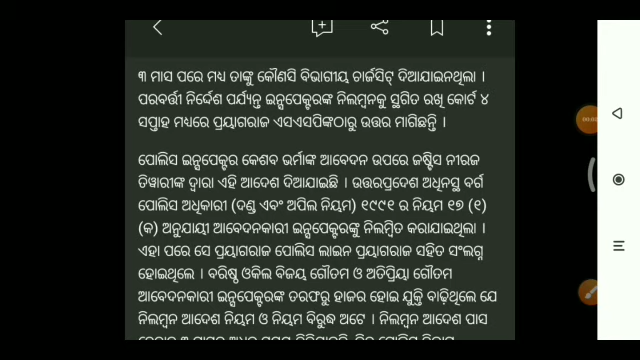 ୩ ମାସ ପରେ ମଧ୍ୟ ତାଙ୍କୁ କୌଣସି ବିଭାଗୀୟ ଚାର୍ଜସିଟ୍ ଦିଆଯାଇନଥିଲା ।
ପରବର୍ତ୍ତୀ ନିର୍ଦ୍ଦେଶ ପର୍ଯ୍ୟନ୍ତ ଇନ୍ସପେକ୍ଟରଙ୍କ ନିଲମ୍ବନକୁ ସ୍ଥଗିତ ରଖି କୋର୍ଟ ୪
ସପ୍ତାହ ମଧ୍ୟରେ ପ୍ରୟାଗରାଜ ଏସଏସପିଙ୍କଠାରୁ ଉତ୍ତର ମାଗିଛନ୍ତି ।
ପୋଲିସ ଇନ୍ସପେକ୍ଟର କେଶବ ଭର୍ମାଙ୍କ ଆବେଦନ ଉପରେ ଜଷ୍ଟିସ ନୀରଜ
ତିୱାରୀଙ୍କ ଦ୍ୱାରା ଏହି ଆଦେଶ ଦିଆଯାଇଛି । ଉତ୍ତରପ୍ରଦେଶ ଅଧିନସ୍ଥ ବର୍ଗ
ପୋଲିସ ଅଧିକାରୀ (ଦଣ୍ଡ ଏବଂ ଅପିଲ ନିୟମ) ୧୯୯୧ ର ନିୟମ ୧୭ (୧)
(କ) ଅନୁଯାୟୀ ଆବେଦନକାରୀ ଇନ୍ସପେକ୍ଟରଙ୍କୁ ନିଲମ୍ବିତ କରାଯାଇଥିଲା ।
ଏହା ପରେ ସେ ପ୍ରୟାଗରାଜ ପୋଲିସ ଲାଇନ ପ୍ରୟାଗରାଜ ସହିତ ସଂଲଗ୍ନ
ହୋଇଥିଲେ । ବରିଷ୍ଠ ଓକିଲ ବିଜୟ ଗୌତମ ଓ ଅତିପ୍ରିୟା ଗୌତମ
ଆବେଦନକାରୀ ଇନ୍ସପେକ୍ଟରଙ୍କ ତରଫରୁ ହାଜର ହୋଇ ଯୁକ୍ତି ବାଢ଼ିଥିଲେ ଯେ
ନିଲମ୍ବନ ଆଦେଶ ନିୟମ ଓ ନିୟମ ବିରୁଦ୍ଧ ଅଟେ । ନିଲମ୍ବନ ଆଦେଶ ପାସ